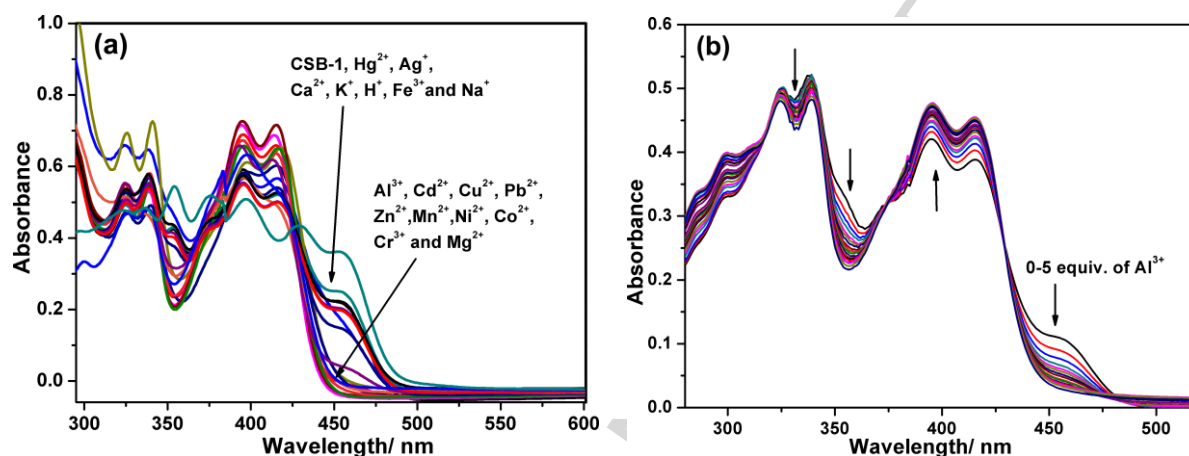 (a)
CSB-1, Hg²⁺, Ag⁺,
Ca²⁺, K⁺, H⁺, Fe³⁺and Na⁺
Al³⁺, Cd²⁺, Cu²⁺, Pb²⁺,
Zn²⁺,Mn²⁺,Ni²⁺, Co²⁺,
Cr³⁺ and Mg²⁺
Absorbance
1.0
0.8
0.6
0.4
0.2
0.0
300 350 400 450 500 550 600
Wavelength/ nm
(b)
0-5 equiv. of Al³⁺
Absorbance
0.6
0.5
0.4
0.3
0.2
0.1
0.0
300 350 400 450 500
Wavelength/ nm